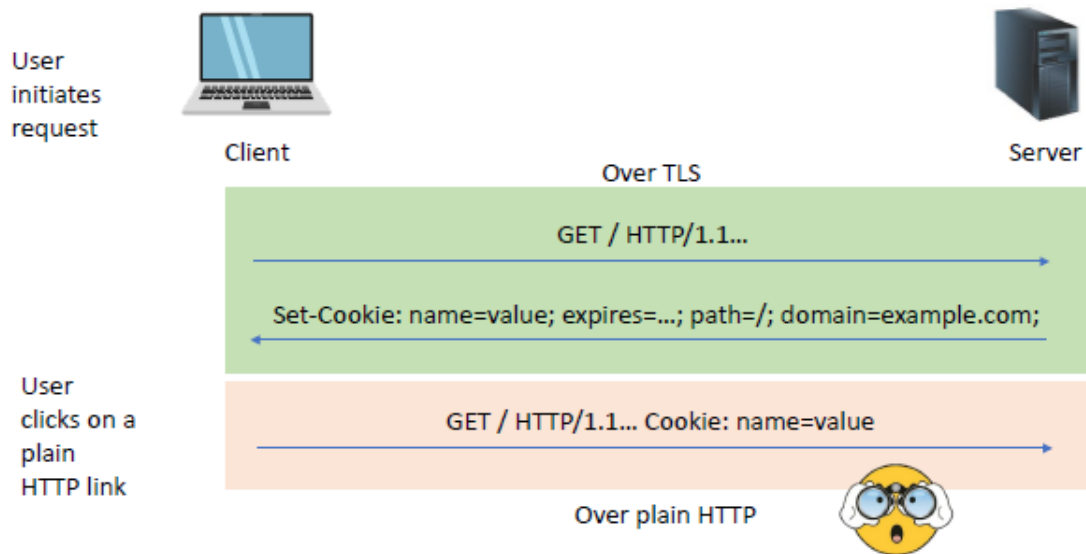 User
initiates
request
Client
Server
Over TLS
GET / HTTP/1.1...
Set-Cookie: name=value; expires=...; path=/; domain=example.com;
User
clicks on a
plain
HTTP link
GET / HTTP/1.1... Cookie: name=value
Over plain HTTP